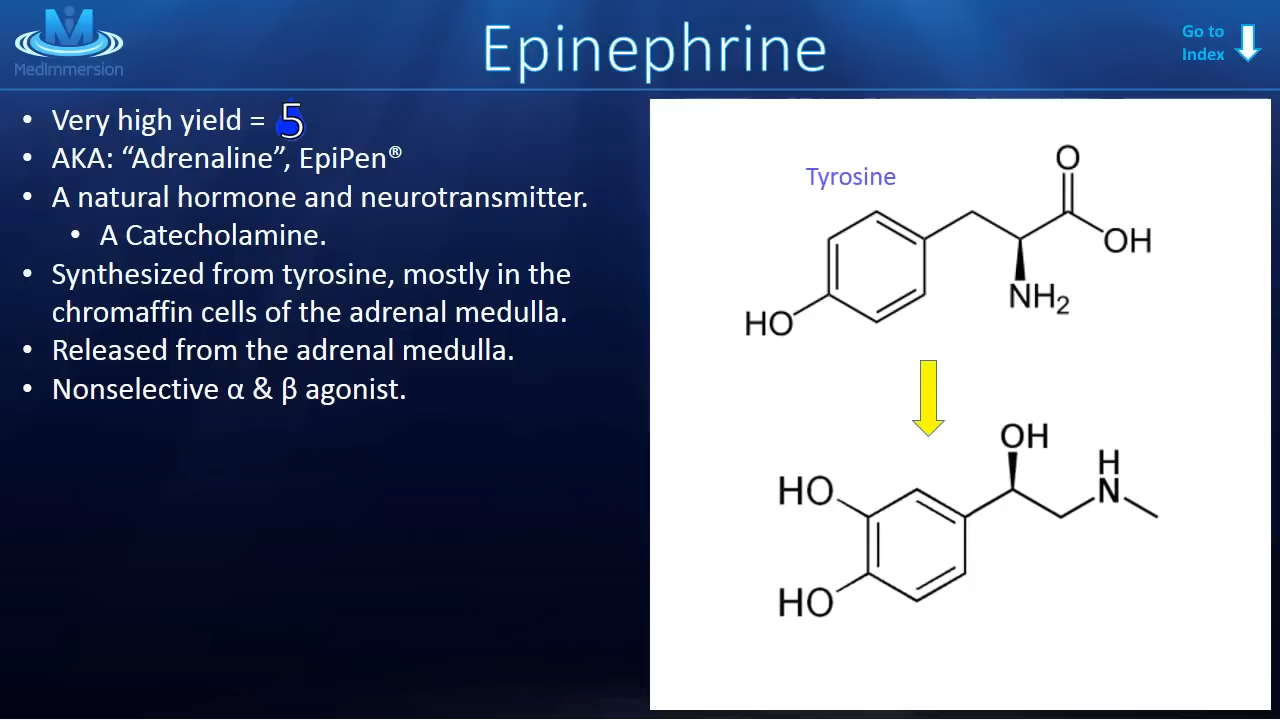 MedImmersion
Epinephrine
Go to
Index
• Very high yield = 5
• AKA: “Adrenaline”, EpiPen®
• A natural hormone and neurotransmitter.
• A Catecholamine.
• Synthesized from tyrosine, mostly in the
chromaffin cells of the adrenal medulla.
• Released from the adrenal medulla.
• Nonselective α & β agonist.
Tyrosine
O
OH
NH₂
HO
OH
H
N
HO
HO